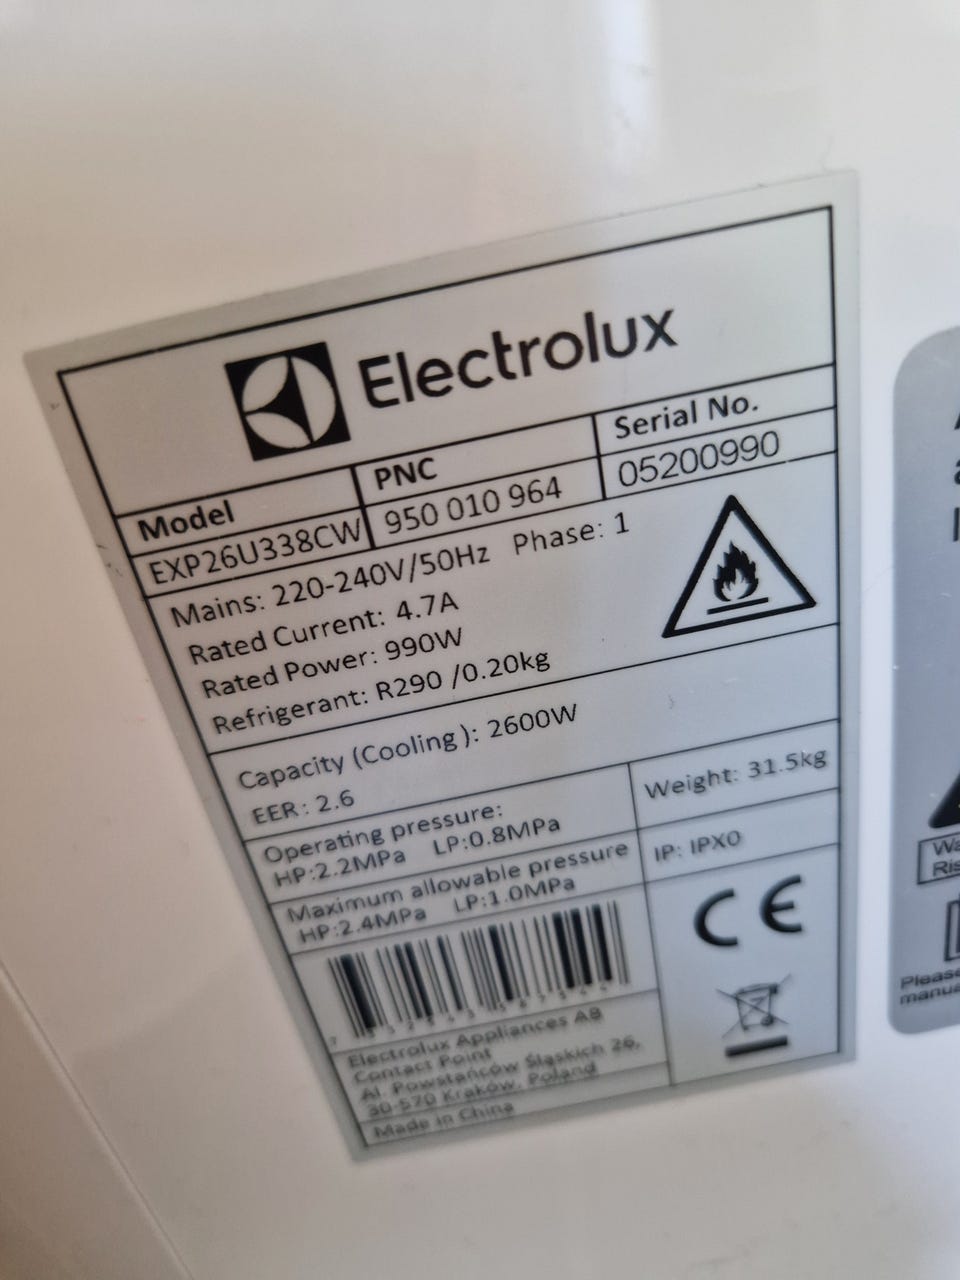 Electrolux
Model PNC Serial No.
EXP26U338CW 950 010 964 05200990
Mains: 220-240V/50Hz Phase: 1
Rated Current: 4.7A
Rated Power: 990W
Refrigerant: R290 /0.20kg
Capacity (Cooling): 2600W
EER: 2.6
Operating pressure:
HP:2.2MPa LP:0.8MPa
Weight: 31.5kg
Maximum allowable pressure
HP:2.4MPa LP:1.0MPa
IP: IPX0
CE
Electrolux Appliances AB
Contact Point
Al. Powstańców Śląskich 26,
30-570 Kraków, Poland
Made in China
Please